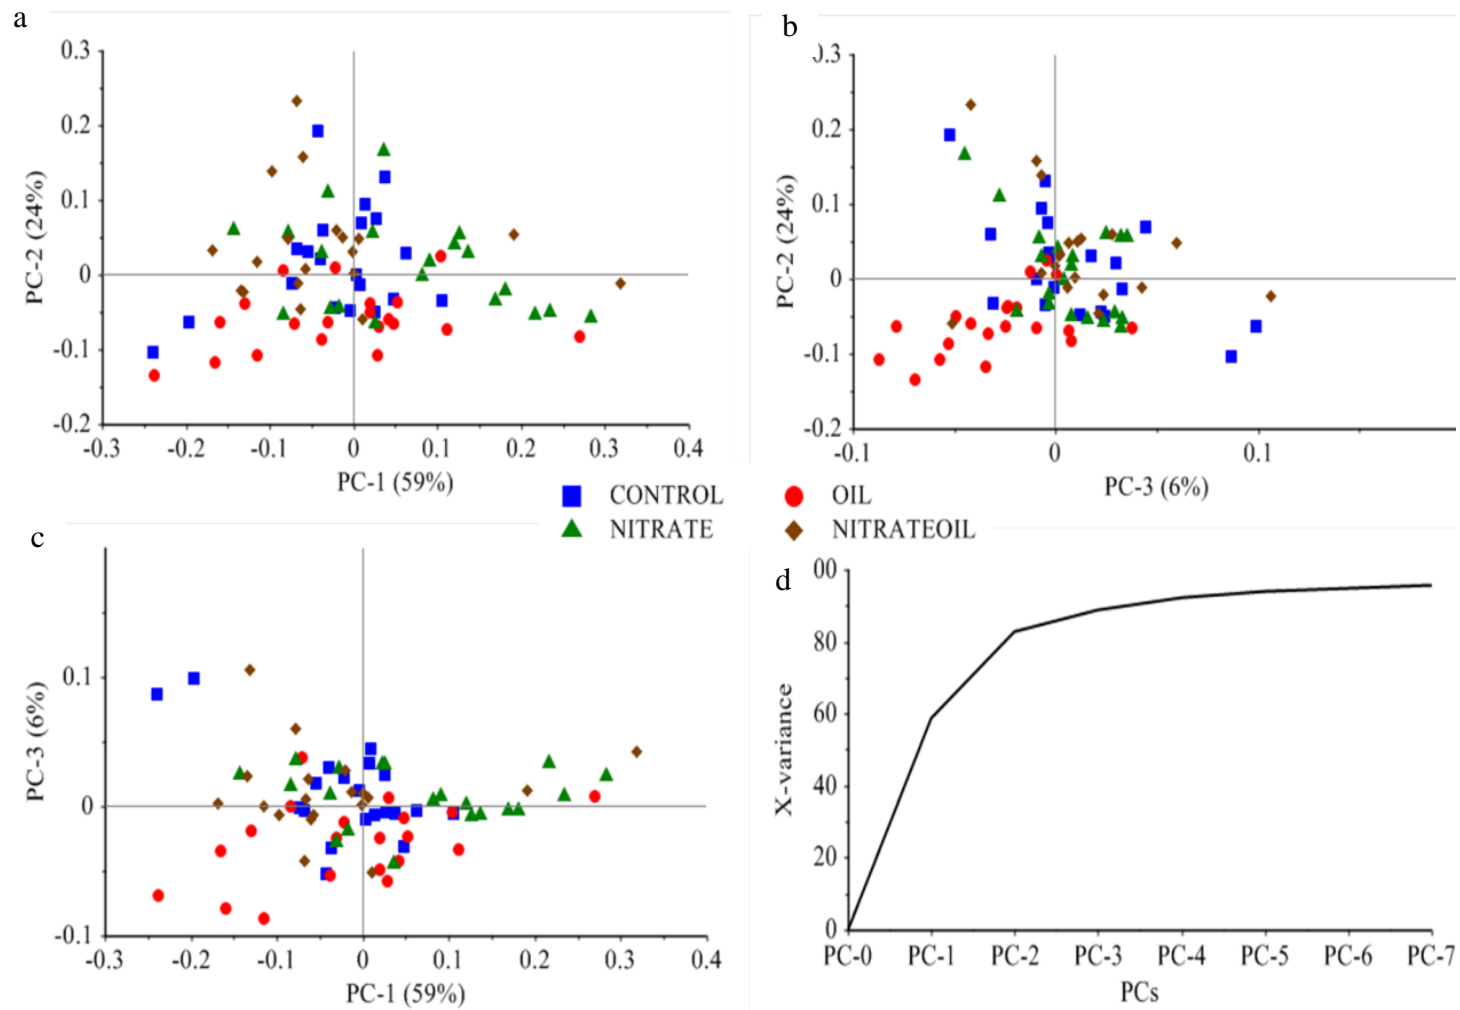 a
0.3
0.2
0.1
0
-0.1
-0.2
PC-2 (24%)
-0.3 -0.2 -0.1 0 0.1 0.2 0.3 0.4
PC-1 (59%)
b
0.2
0.1
0
-0.1
-0.2
PC-2 (24%)
-0.1 0 0.1
PC-3 (6%)
CONTROL OIL
NITRATE NITRATEOIL
c
0.1
0
-0.1
PC-3 (6%)
-0.3 -0.2 -0.1 0 0.1 0.2 0.3 0.4
PC-1 (59%)
d
00
80
60
40
20
0
X-variance
PC-0 PC-1 PC-2 PC-3 PC-4 PC-5 PC-6 PC-7
PCs